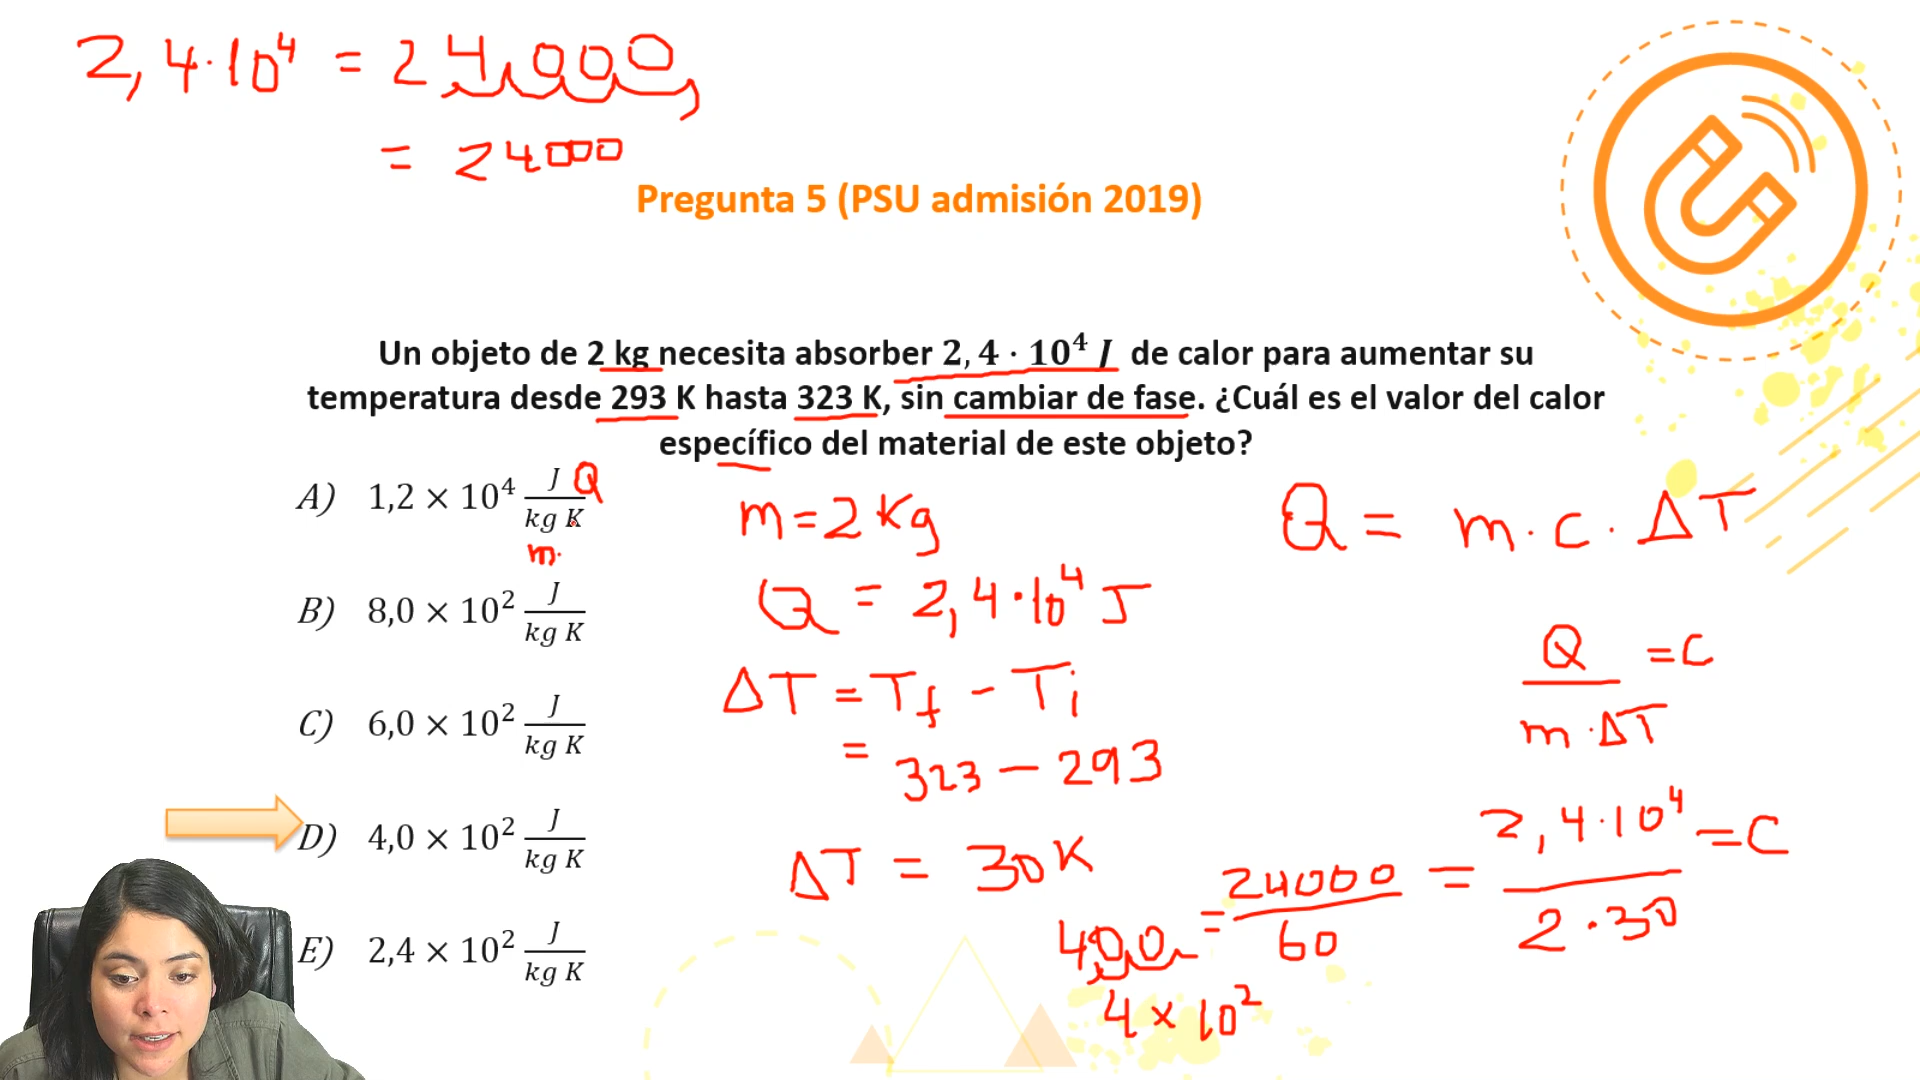 2,4·10⁴ = 24,000,
= 24000
Pregunta 5 (PSU admisión 2019)
Un objeto de 2 kg necesita absorber 2,4 · 10⁴ J de calor para aumentar su
temperatura desde 293 K hasta 323 K, sin cambiar de fase. ¿Cuál es el valor del calor
específico del material de este objeto?
A) 1,2 × 10⁴ J/kg K
Q
m·
B) 8,0 × 10² J/kg K
C) 6,0 × 10² J/kg K
D) 4,0 × 10² J/kg K
E) 2,4 × 10² J/kg K
m = 2 Kg
Q = 2,4·10⁴ J
ΔT = Tf - Ti
= 323 - 293
ΔT = 30K
Q = m·c·ΔT
Q/m·ΔT = C
400 = 24000/60 = 2,4·10⁴/2·30 = C
4 × 10²